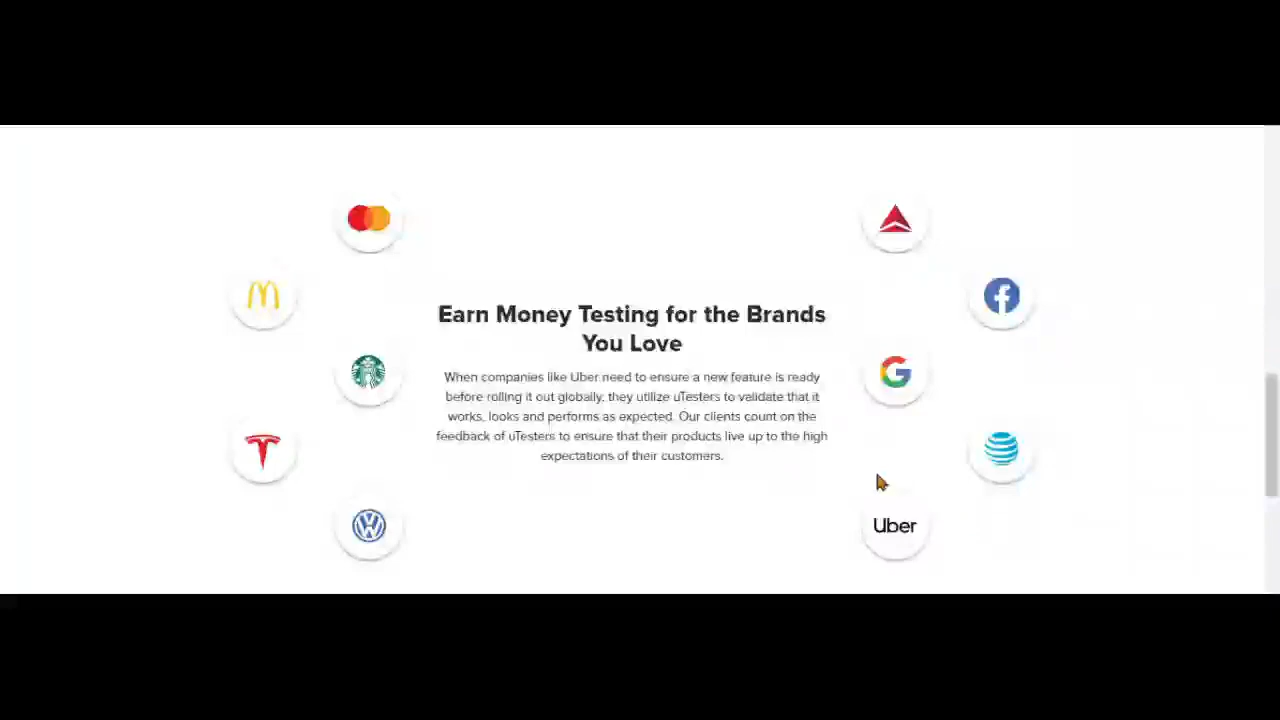 Earn Money Testing for the Brands
You Love
When companies like Uber need to ensure a new feature is ready
before rolling it out globally, they utilize uTesters to validate that it
works, looks and performs as expected. Our clients count on the
feedback of uTesters to ensure that their products live up to the high
expectations of their customers.
Uber